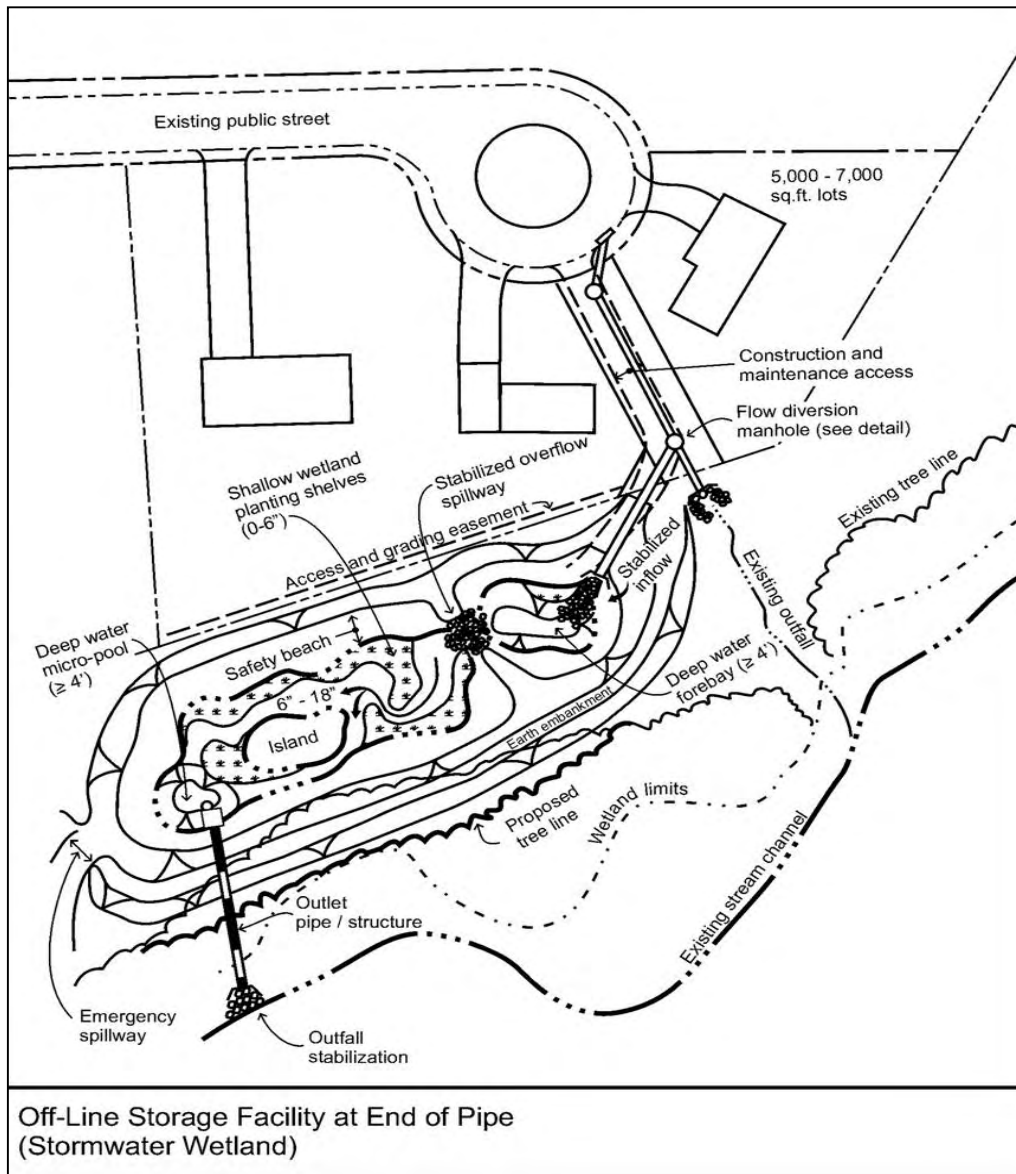 Existing public street
5,000 - 7,000
sq.ft. lots
Construction and
maintenance access
Flow diversion
manhole (see detail)
Existing tree line
Shallow wetland
planting shelves
(0-6")
Stabilized overflow
spillway
Access and grading easement
Stabilized
inflow
Existing outfall
Deep water
micro-pool
(≥ 4')
Safety beach
6" - 18"
Island
Deep water
forebay (≥ 4')
Earth embankment
Proposed
tree line
Wetland limits
Existing stream channel
Outlet
pipe / structure
Emergency
spillway
Outfall
stabilization
Off-Line Storage Facility at End of Pipe
(Stormwater Wetland)